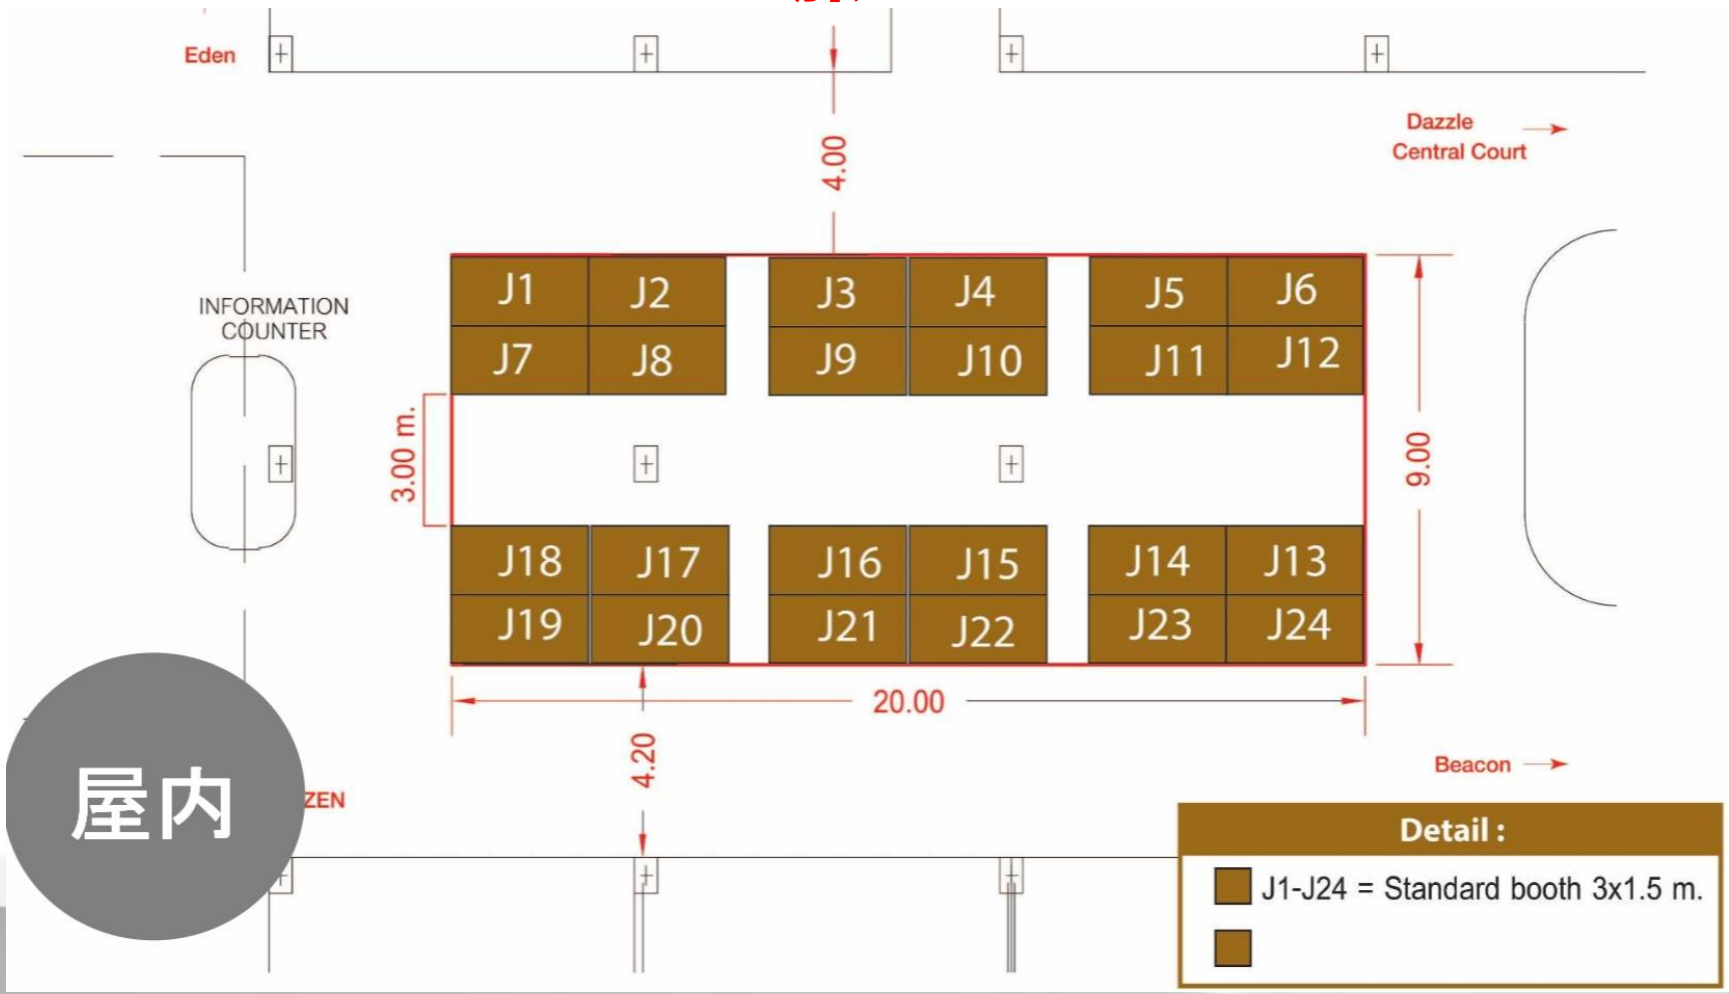 Eden
Dazzle
Central Court
4.00
INFORMATION
COUNTER
J1
J2
J3
J4
J5
J6
J7
J8
J9
J10
J11
J12
3.00 m.
9.00
J18
J17
J16
J15
J14
J13
J19
J20
J21
J22
J23
J24
20.00
4.20
Beacon
屋内
ZEN
Detail :
J1-J24 = Standard booth 3x1.5 m.